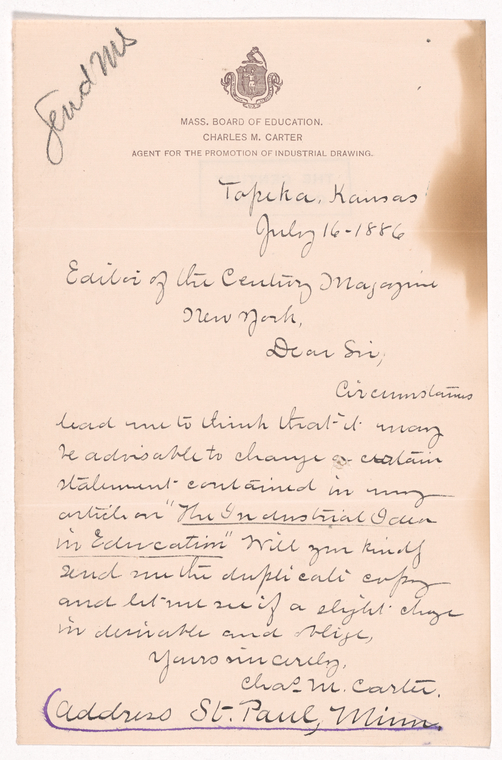 Send Ms
MASS. BOARD OF EDUCATION.
CHARLES M. CARTER
AGENT FOR THE PROMOTION OF INDUSTRIAL DRAWING.
Topeka, Kansas
July 16-1886
Editor of the Century Magazine
New York,
Dear Sir,
Circumstances
lead me to think that it may
be advisable to change a certain
statement contained in my
article on "The Industrial Idea
in Education" Will you kindly
send me the duplicate copy
and let me see if a slight change
is desirable and oblige,
Yours sincerely,
Chas. M. Carter.
Address St. Paul, Minn.